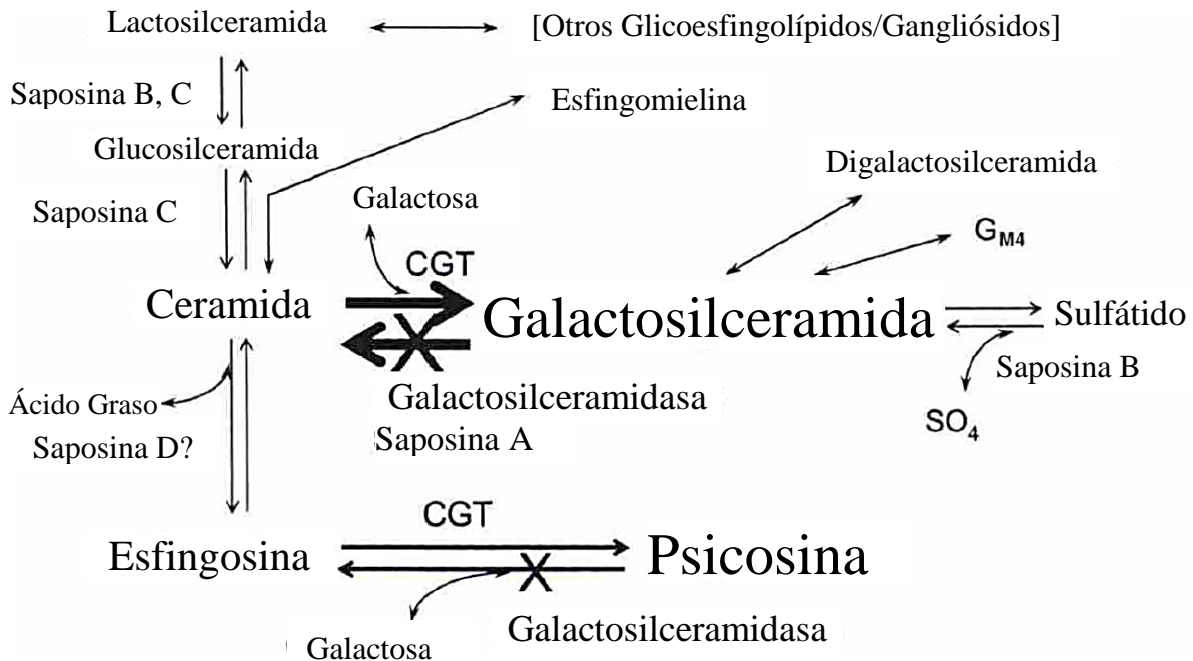 Lactosilceramida
[Otros Glicoesfingolípidos/Gangliósidos]
Saposina B, C
Esfingomielina
Glucosilceramida
Digalactosilceramida
Saposina C
Galactosa
GM4
CGT
Ceramida
Galactosilceramida
Sulfátido
Saposina B
Galactosilceramidasa
Ácido Graso
SO4
Saposina A
Saposina D?
CGT
Esfingosina
Psicosina
Galactosilceramidasa
Galactosa